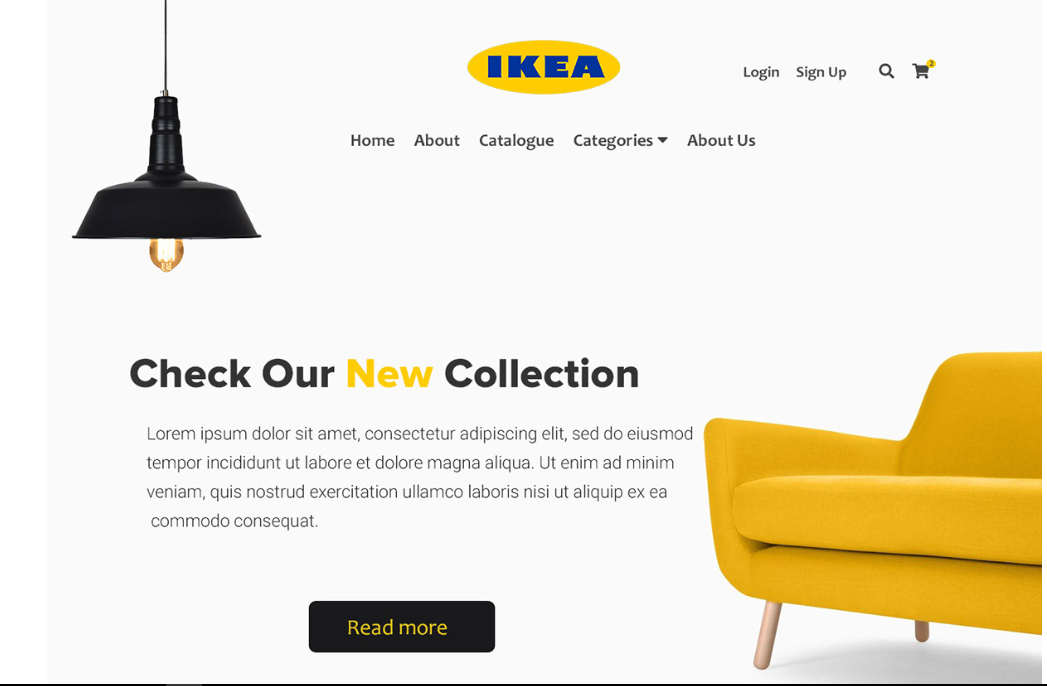 IKEA
Login Sign Up 2
Home About Catalogue Categories About Us
Check Our New Collection
Lorem ipsum dolor sit amet, consectetur adipiscing elit, sed do eiusmod
tempor incididunt ut labore et dolore magna aliqua. Ut enim ad minim
veniam, quis nostrud exercitation ullamco laboris nisi ut aliquip ex ea
commodo consequat.
Read more